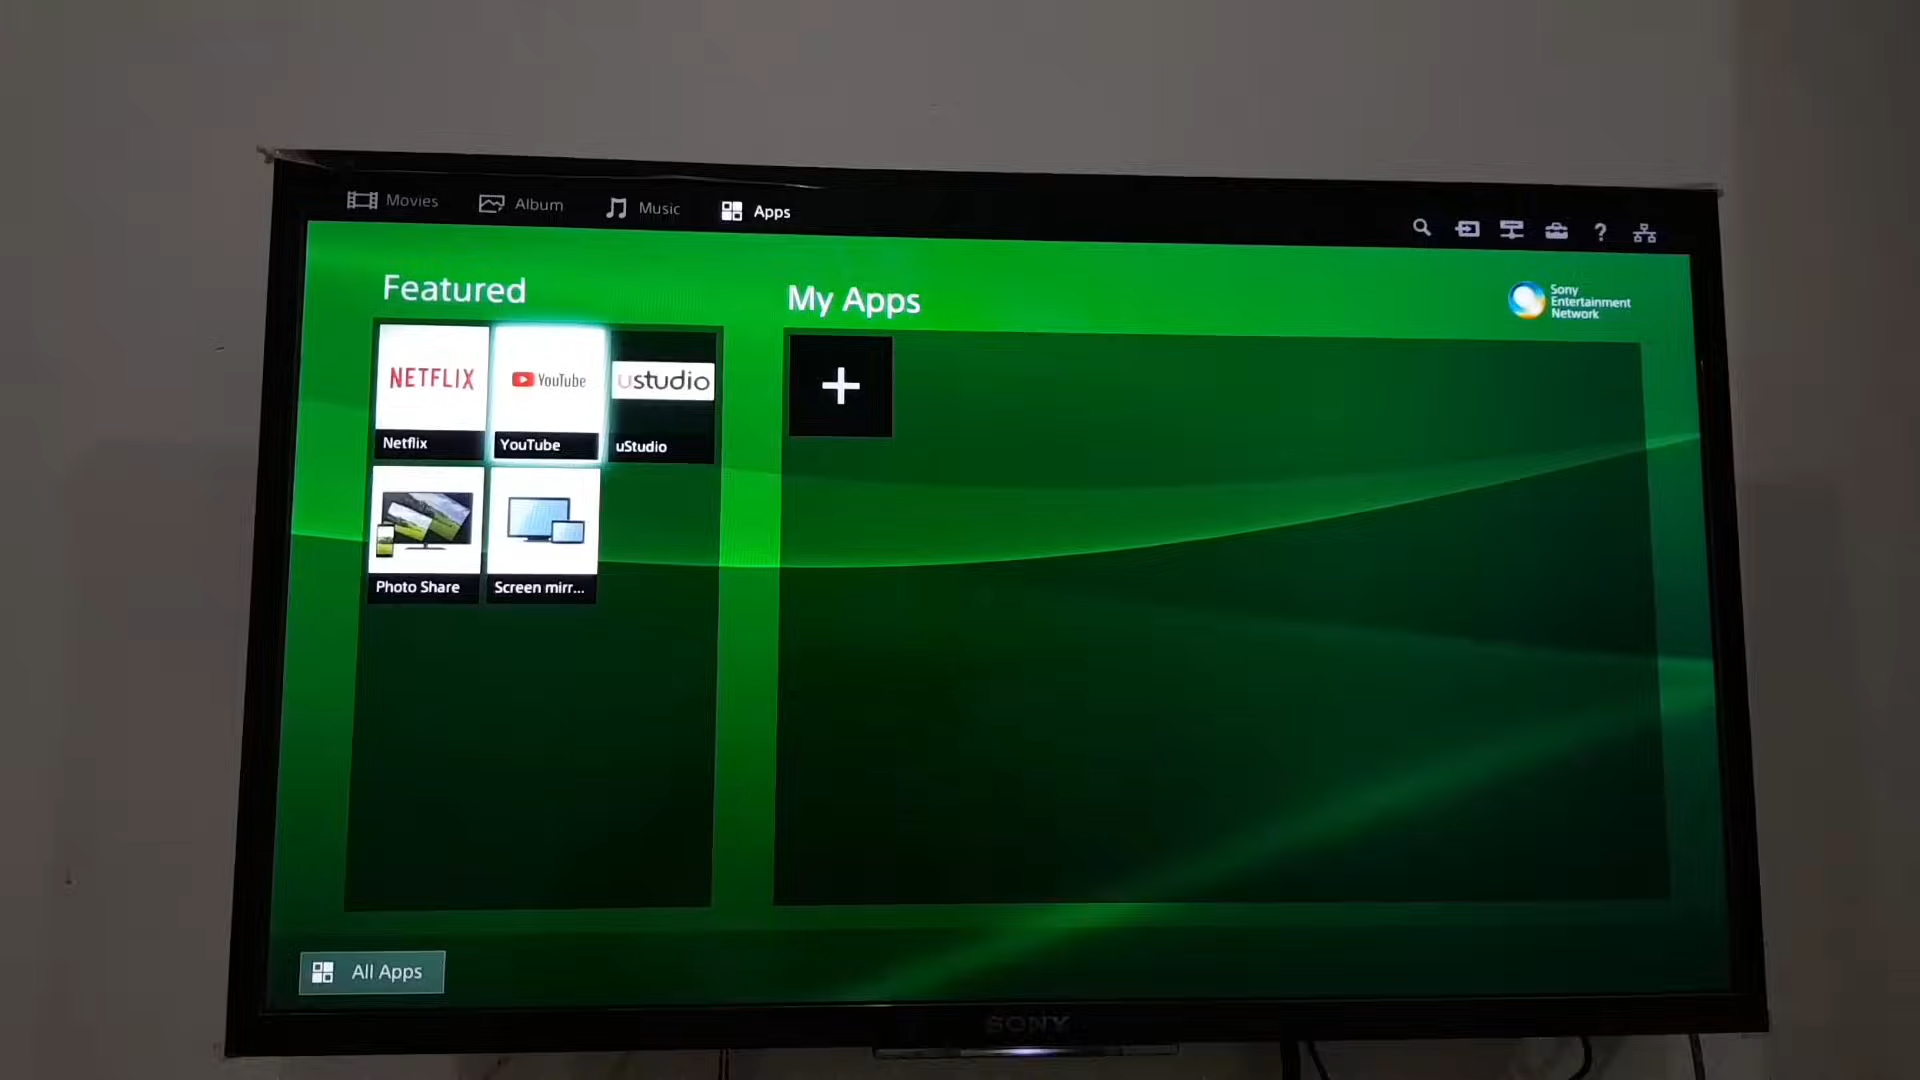 Movies
Album
Music
Apps
?
Featured
My Apps
Sony
Entertainment
Network
NETFLIX
YouTube
ustudio
Netflix
YouTube
uStudio
Photo Share
Screen mirr...
All Apps
SONY